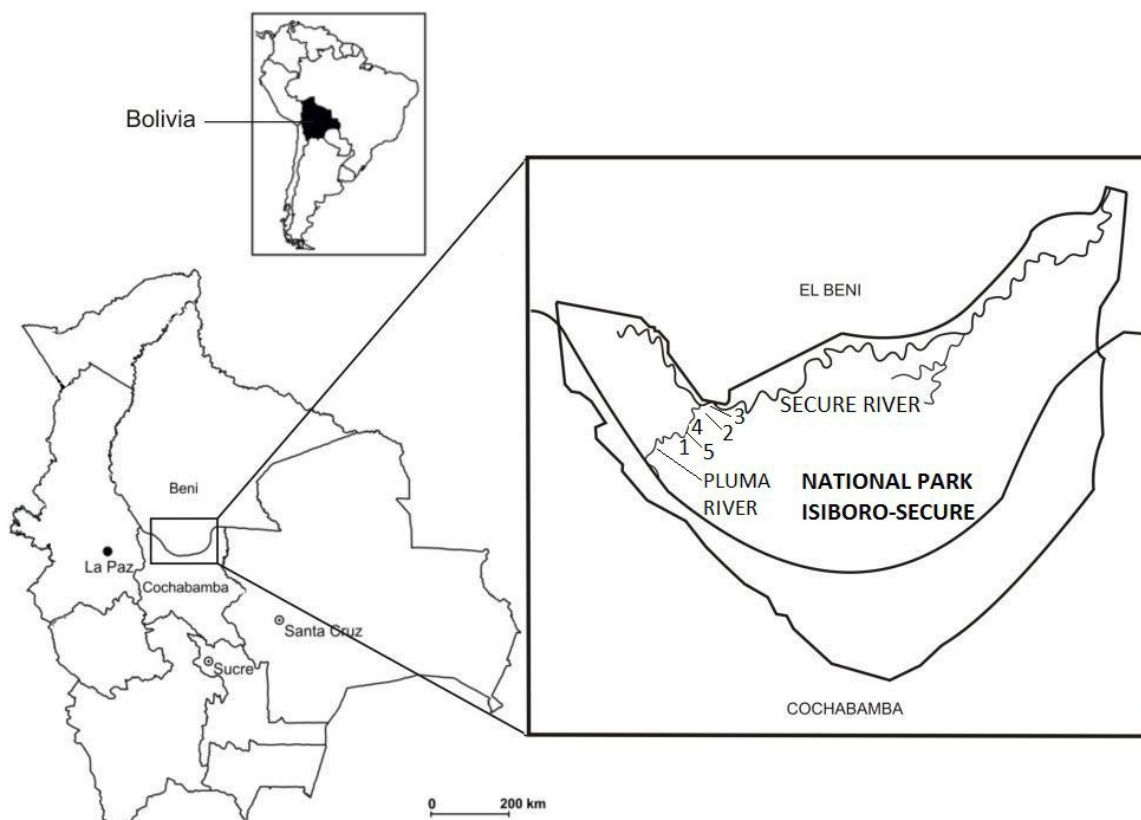 Bolivia
Beni
La Paz
Cochabamba
Santa Cruz
Sucre
0 200 km
EL BENI
SECURE RIVER
3
4
2
1
5
PLUMA
RIVER
NATIONAL PARK
ISIBORO-SECURE
COCHABAMBA